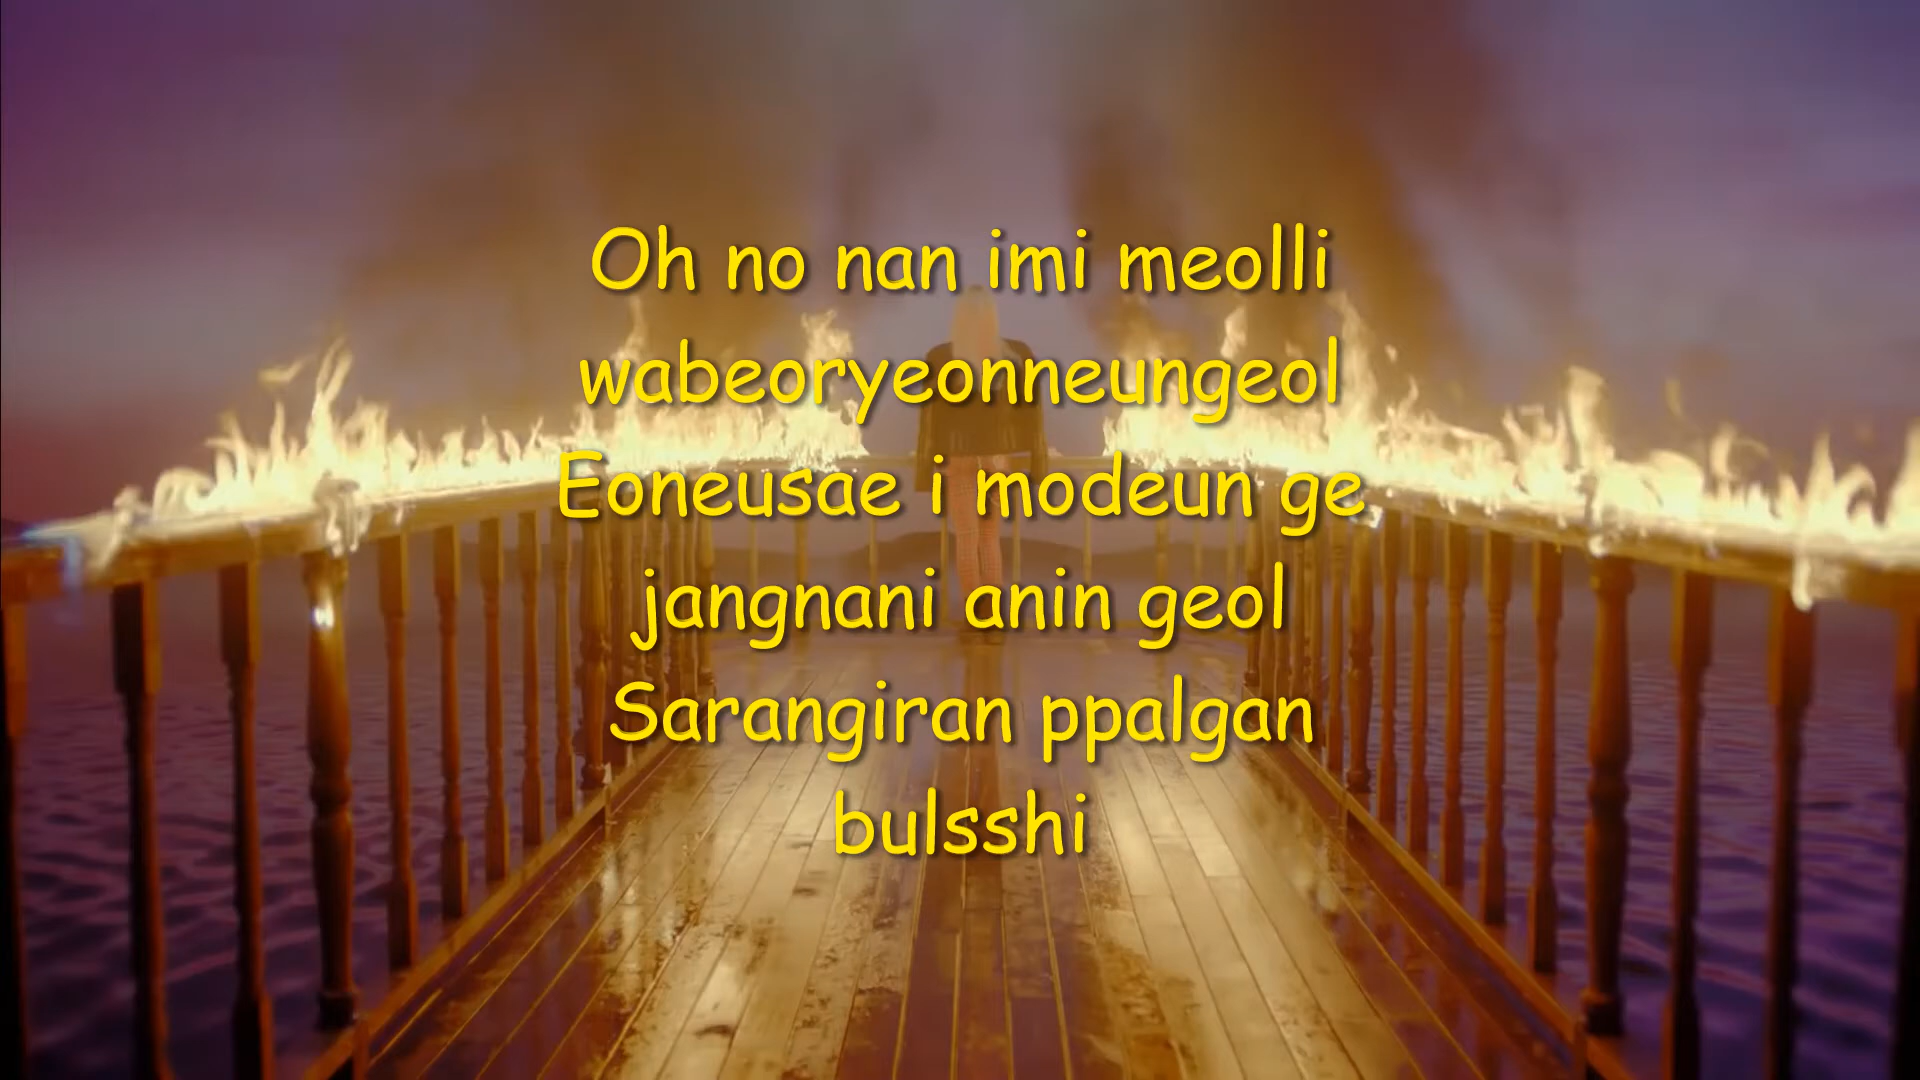 Oh no nan imi meolli
wabeoryeonneungeol
Eoneusae i modeun ge
jangnani anin geol
Sarangiran ppalgan
bulsshi